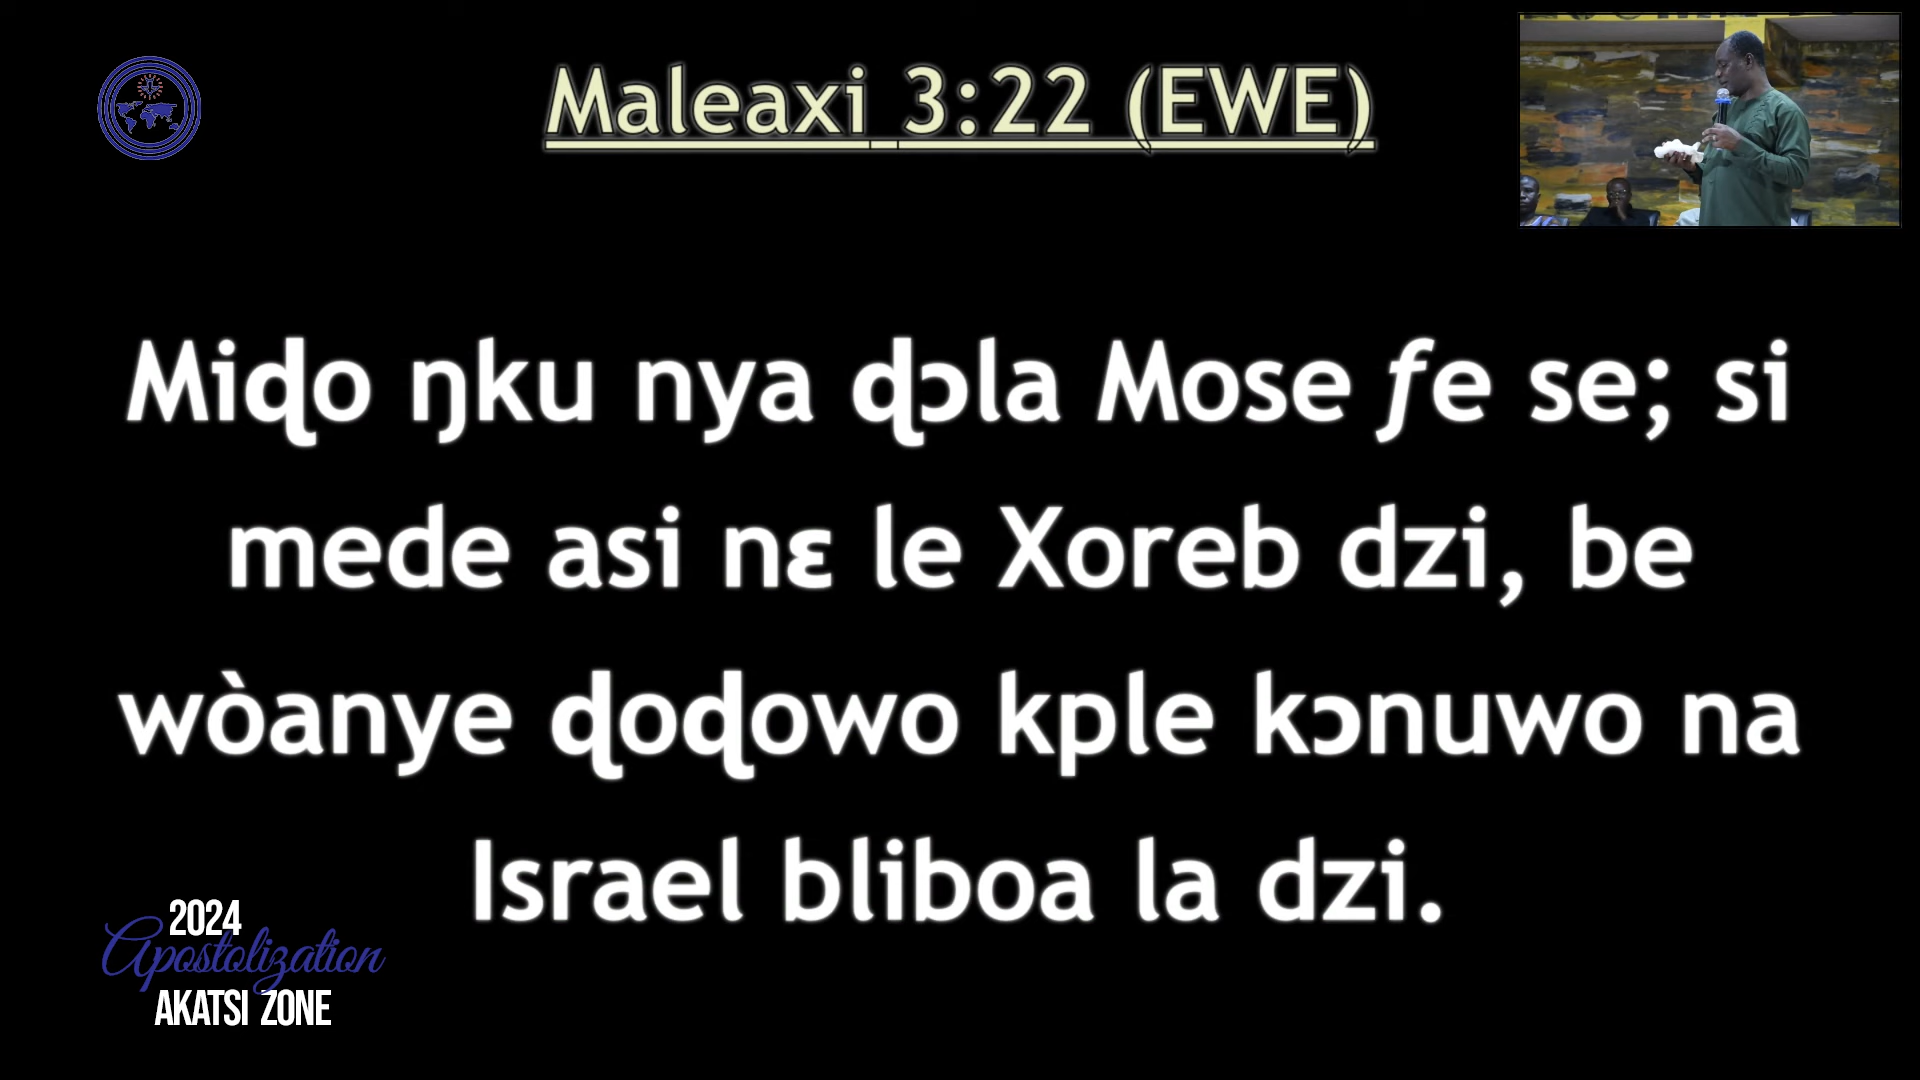 Maleaxi 3:22 (EWE)
Miɖo ŋku nya ɖɔla Mose ƒe se; si
mede asi nɛ le Xoreb dzi, be
wòanye ɖoɖowo kple kɔnuwo na
Israel bliboa la dzi.
2024
Apostolization
AKATSI ZONE